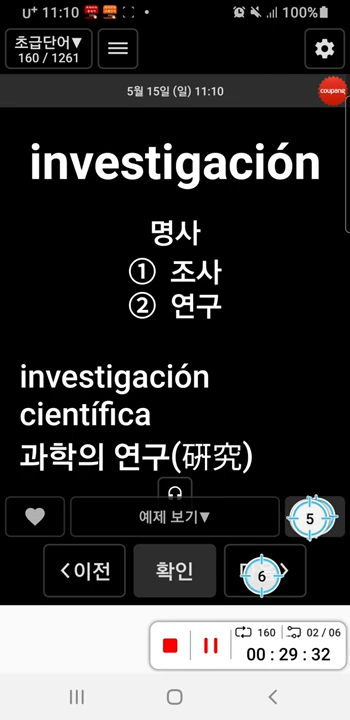 U+ 11:10 100%
초급단어▼
160 / 1261
5월 15일 (일) 11:10
coupang
investigación
명사
① 조사
② 연구
investigación
científica
과학의 연구(硏究)
예제 보기▼
5
<이전
확인
6
160 02 / 06
00 : 29 : 32